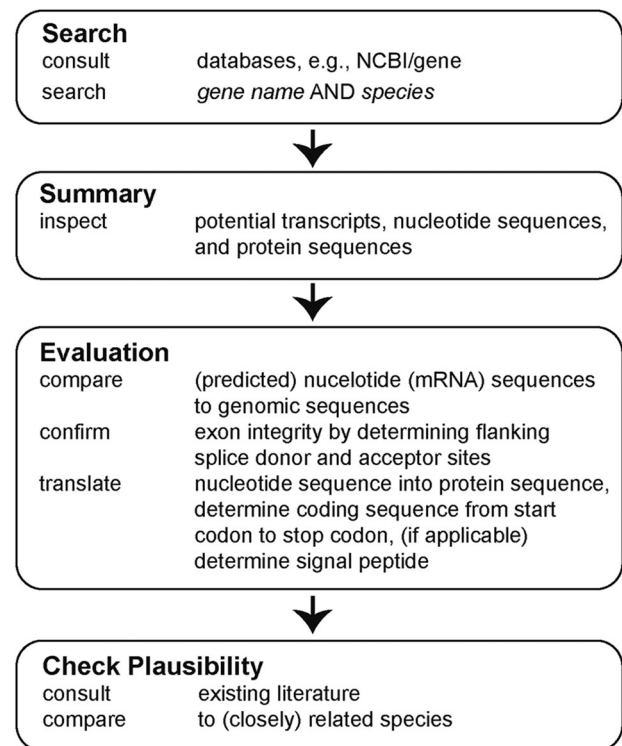 Search
consult databases, e.g., NCBI/gene
search gene name AND species
Summary
inspect potential transcripts, nucleotide sequences,
and protein sequences
Evaluation
compare (predicted) nucelotide (mRNA) sequences
to genomic sequences
confirm exon integrity by determining flanking
splice donor and acceptor sites
translate nucleotide sequence into protein sequence,
determine coding sequence from start
codon to stop codon, (if applicable)
determine signal peptide
Check Plausibility
consult existing literature
compare to (closely) related species